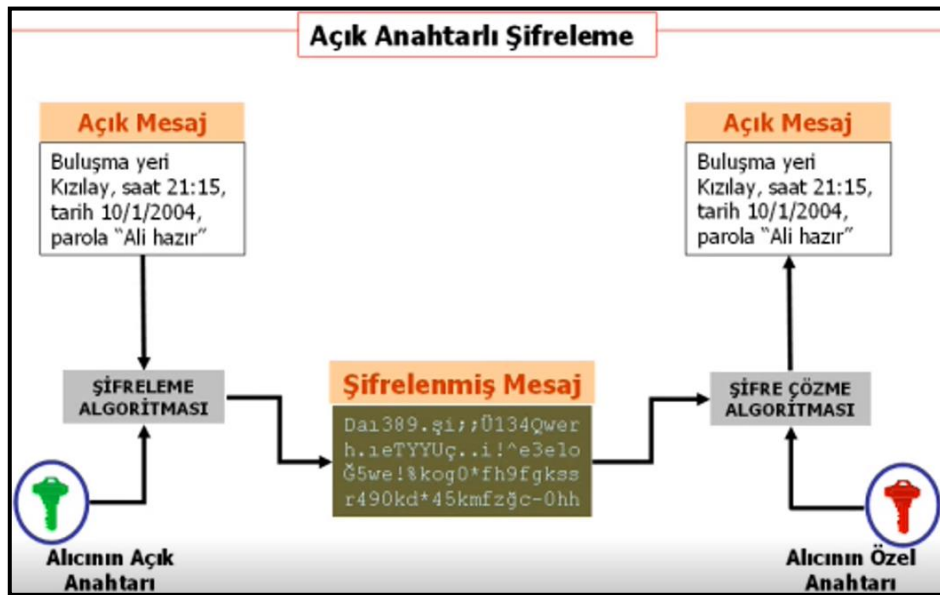 Açık Anahtarlı Şifreleme
Açık Mesaj
Buluşma yeri
Kızılay, saat 21:15,
tarih 10/1/2004,
parola “Ali hazır”
Açık Mesaj
Buluşma yeri
Kızılay, saat 21:15,
tarih 10/1/2004,
parola “Ali hazır”
ŞİFRELEME
ALGORİTMASI
Şifrelenmiş Mesaj
Daı389.şi;;Ü134Qwer
h.ıeTYYUç..i!^e3elo
Ğ5we!%kog0*fh9fgkss
r490kd*45kmfzğc-0hh
ŞİFRE ÇÖZME
ALGORİTMASI
Alıcının Açık
Anahtarı
Alıcının Özel
Anahtarı